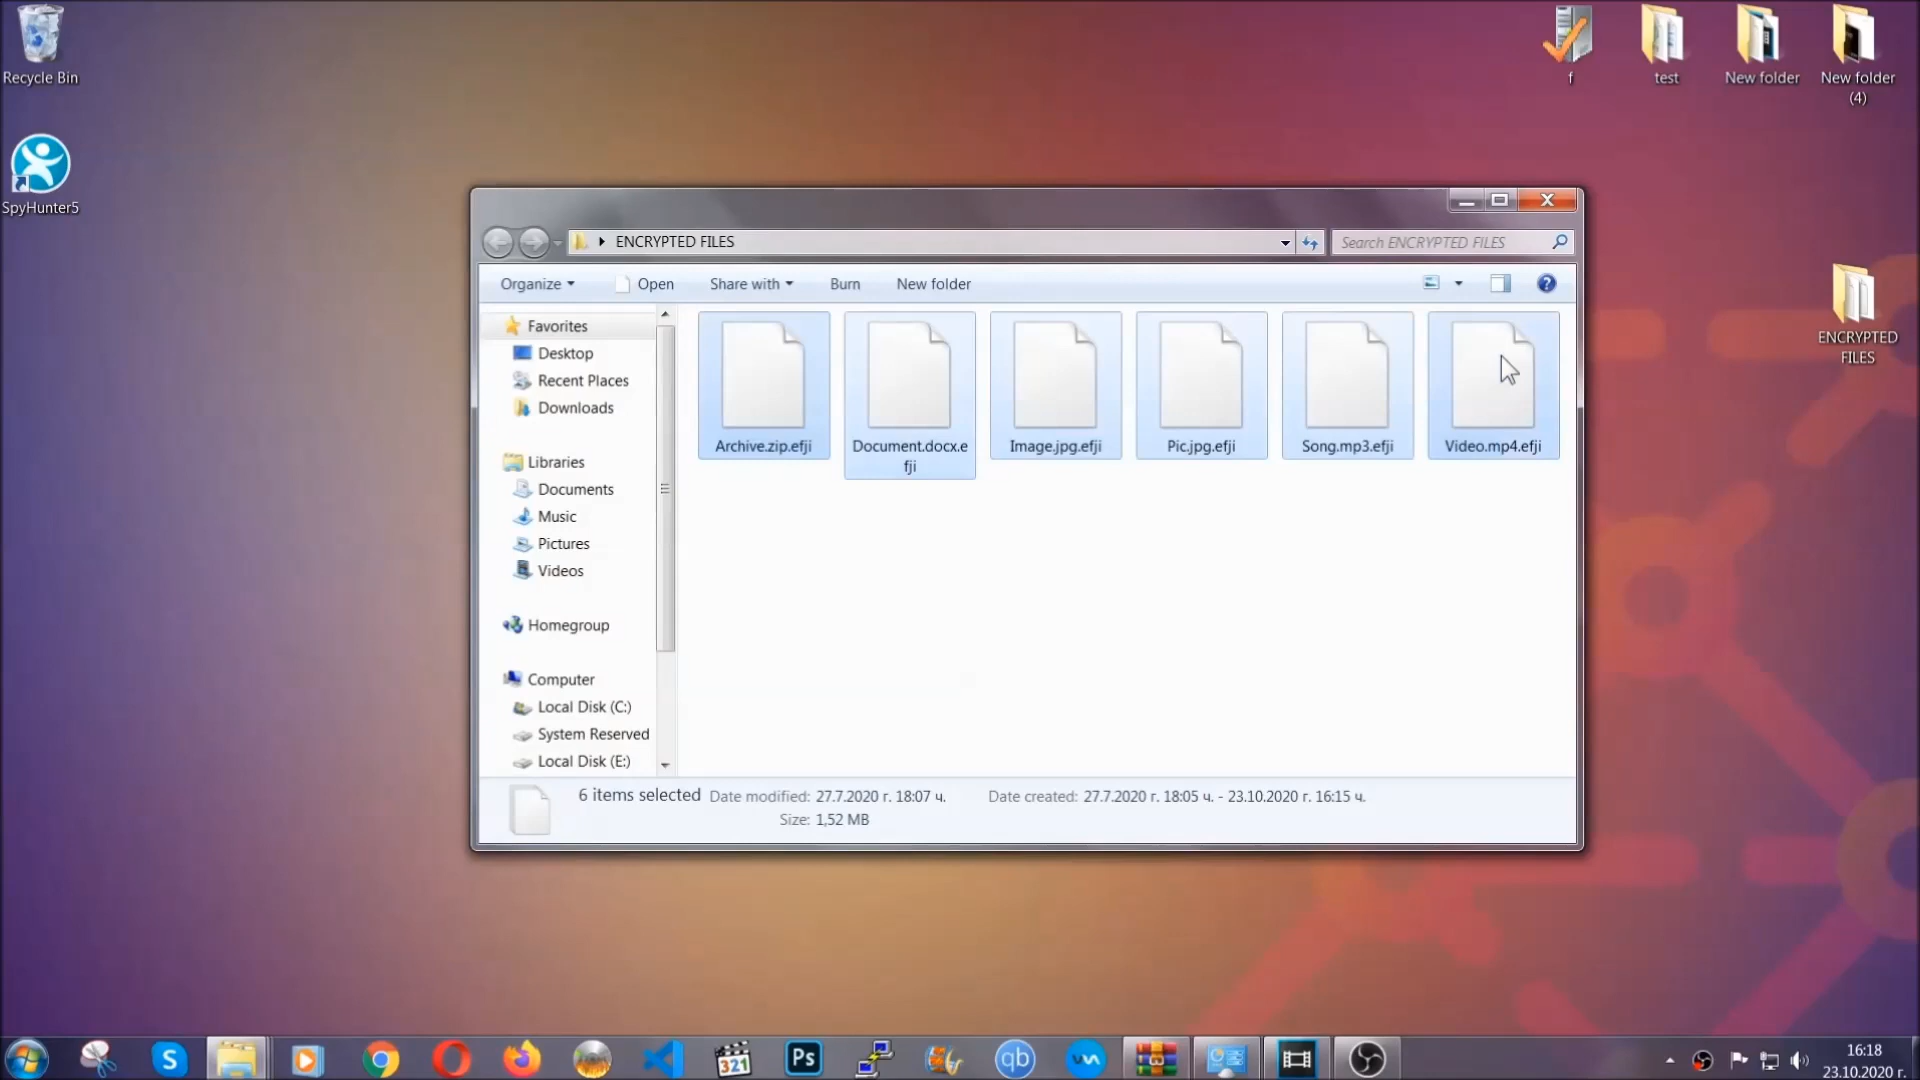 Recycle Bin
SpyHunter5
f
test
New folder
New folder
(4)
ENCRYPTED
FILES
ENCRYPTED FILES
Search ENCRYPTED FILES
Organize
Open
Share with
Burn
New folder
Favorites
Desktop
Recent Places
Downloads
Libraries
Documents
Music
Pictures
Videos
Homegroup
Computer
Local Disk (C:)
System Reserved
Local Disk (E:)
Archive.zip.efji
Document.docx.e
fji
Image.jpg.efji
Pic.jpg.efji
Song.mp3.efji
Video.mp4.efji
6 items selected Date modified: 27.7.2020 г. 18:07 ч. Date created: 27.7.2020 г. 18:05 ч. - 23.10.2020 г. 16:15 ч.
Size: 1,52 MB
S
321
Ps
qb
16:18
23.10.2020 г.